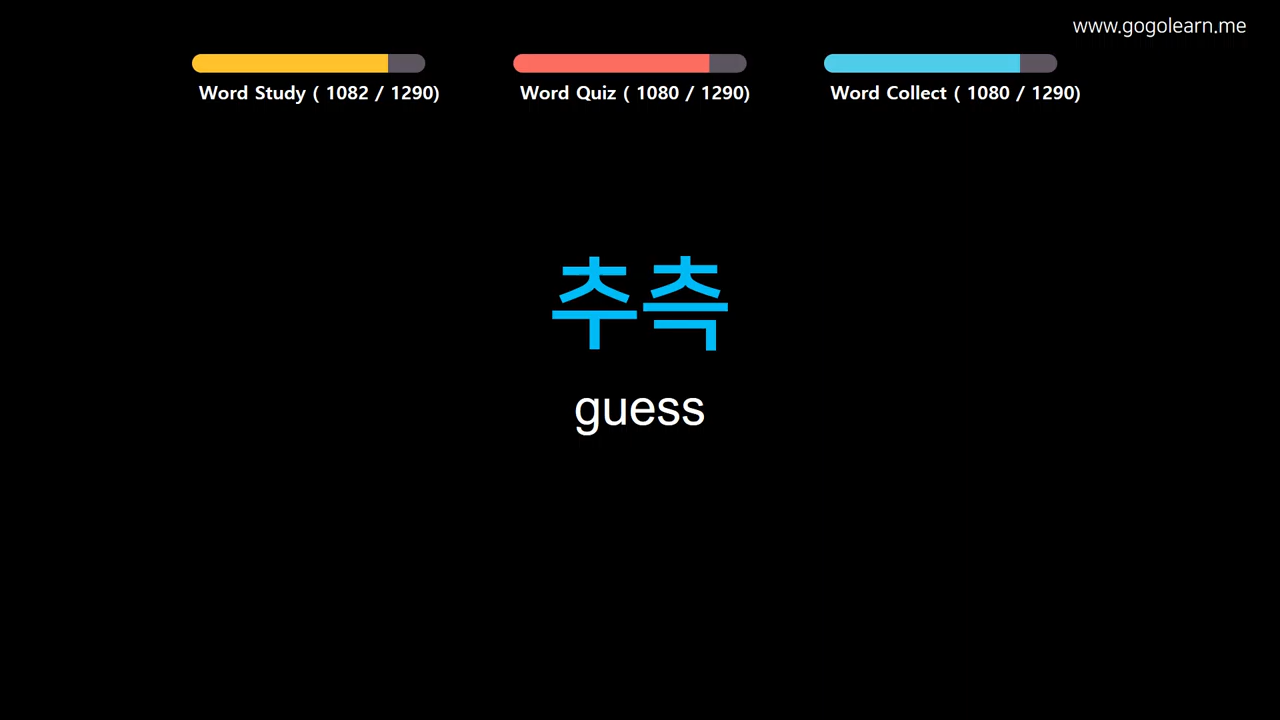 www.gogolearn.me
Word Study ( 1082 / 1290)
Word Quiz ( 1080 / 1290)
Word Collect ( 1080 / 1290)
추측
guess